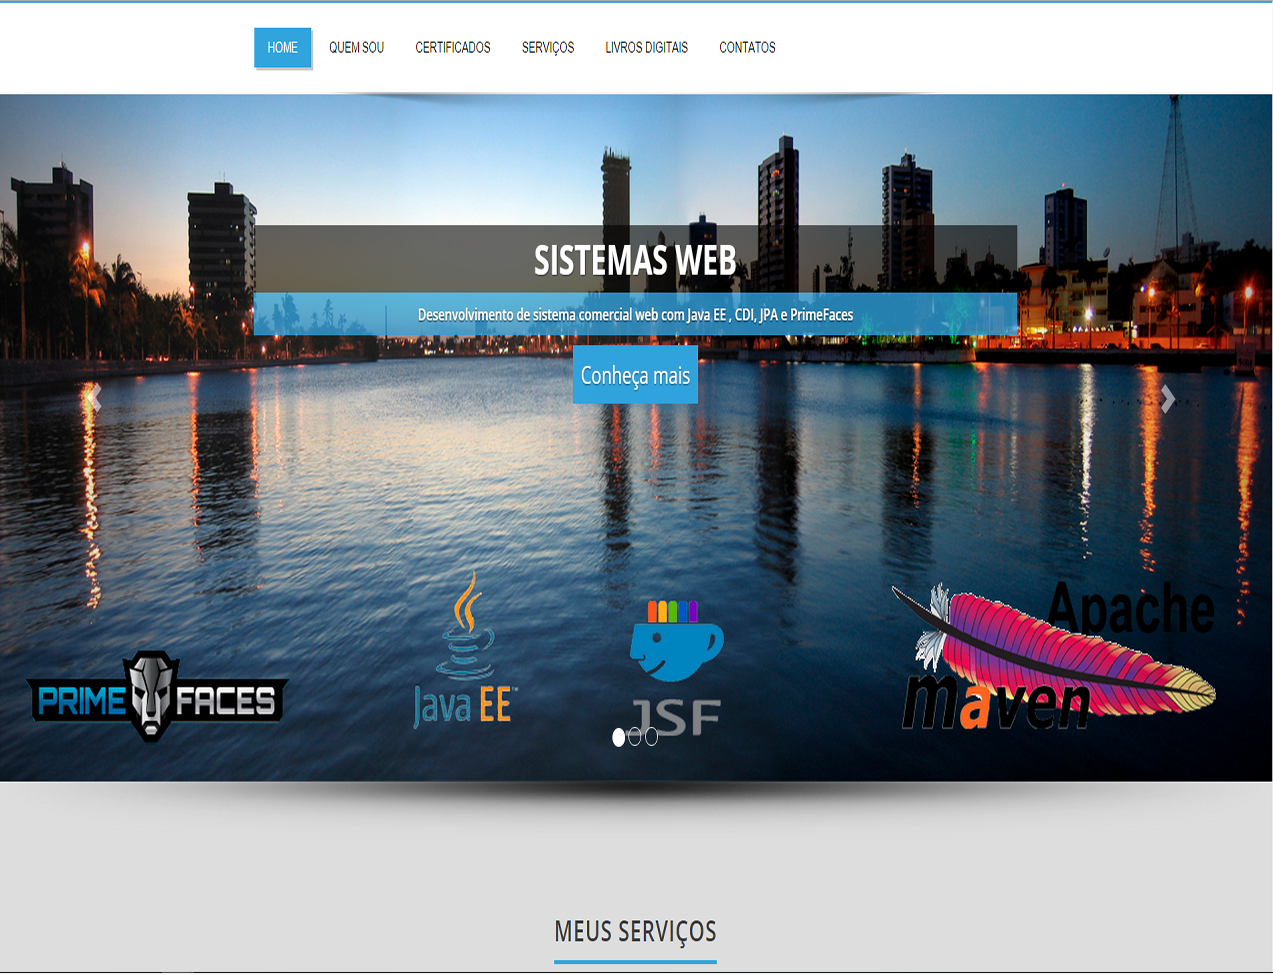 HOME QUEM SOU CERTIFICADOS SERVIÇOS LIVROS DIGITAIS CONTATOS
SISTEMAS WEB
Desenvolvimento de sistema comercial web com Java EE , CDI, JPA e PrimeFaces
Conheça mais
PRIME FACES
Java EE™
JSF
Apache
maven
MEUS SERVIÇOS